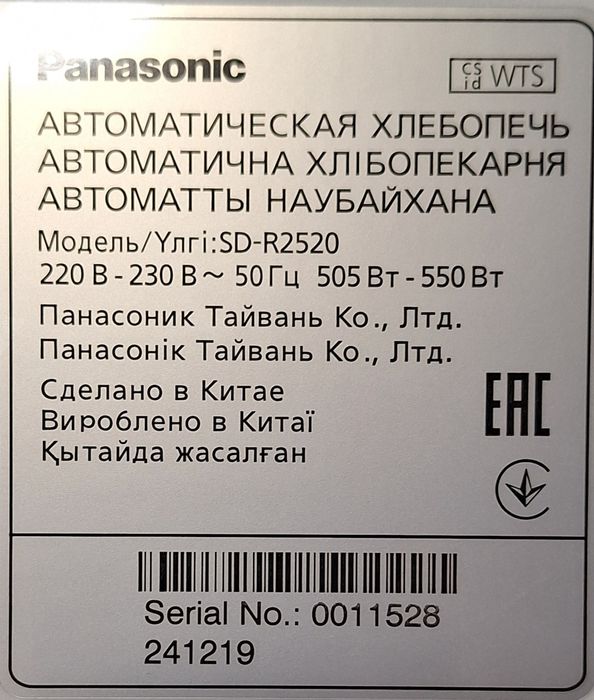 Panasonic
cs id WTS
АВТОМАТИЧЕСКАЯ ХЛЕБОПЕЧЬ
АВТОМАТИЧНА ХЛІБОПЕКАРНЯ
АВТОМАТТЫ НАУБАЙХАНА
Модель/Үлгі:SD-R2520
220 В - 230 В ~ 50 Гц 505 Вт - 550 Вт
Панасоник Тайвань Ко., Лтд.
Панасонік Тайвань Ко., Лтд.
Сделано в Китае
Вироблено в Китаї
Қытайда жасалған
ЕАС
Serial No.: 0011528
241219